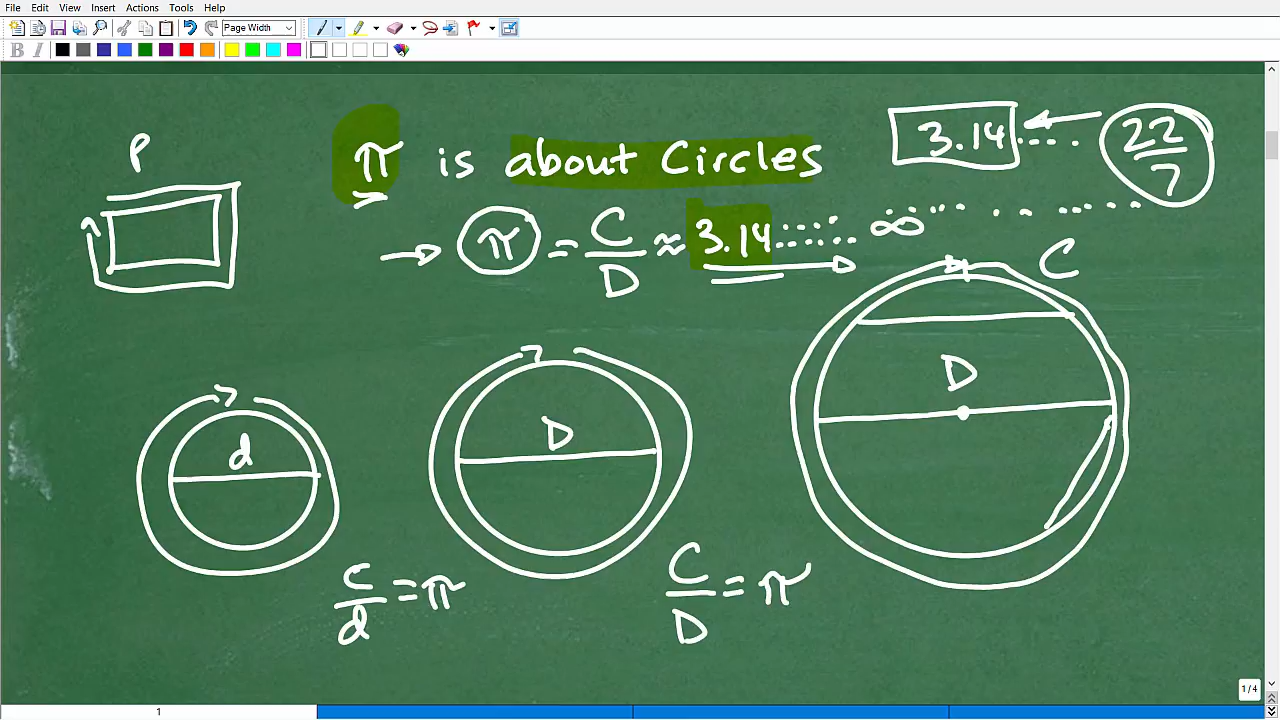 File Edit View Insert Actions Tools Help
Page Width
B I
P
π is about Circles
3.14.... 22/7
π = C/D ≈ 3.14...... ∞
C
d
D
D
c/d = π
C/D = π
1/4
1